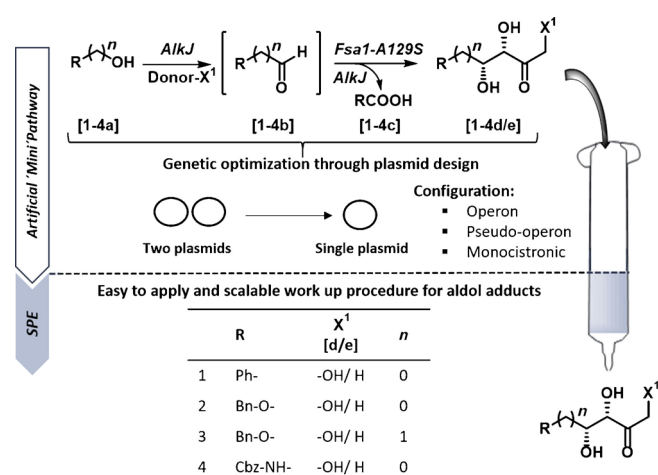 n
R OH
AlkJ
Donor-X¹
n H
R
O
Fsa1-A129S
AlkJ
RCOOH
OH X¹
n
R
OH O
[1-4a] [1-4b] [1-4c] [1-4d/e]
Genetic optimization through plasmid design
Artificial 'Mini'Pathway
Configuration:
▪ Operon
▪ Pseudo-operon
▪ Monocistronic
Two plasmids Single plasmid
SPE
Easy to apply and scalable work up procedure for aldol adducts
R X¹ [d/e] n
1 Ph- -OH/ H 0
2 Bn-O- -OH/ H 0
3 Bn-O- -OH/ H 1
4 Cbz-NH- -OH/ H 0
OH X¹
n
R
OH O